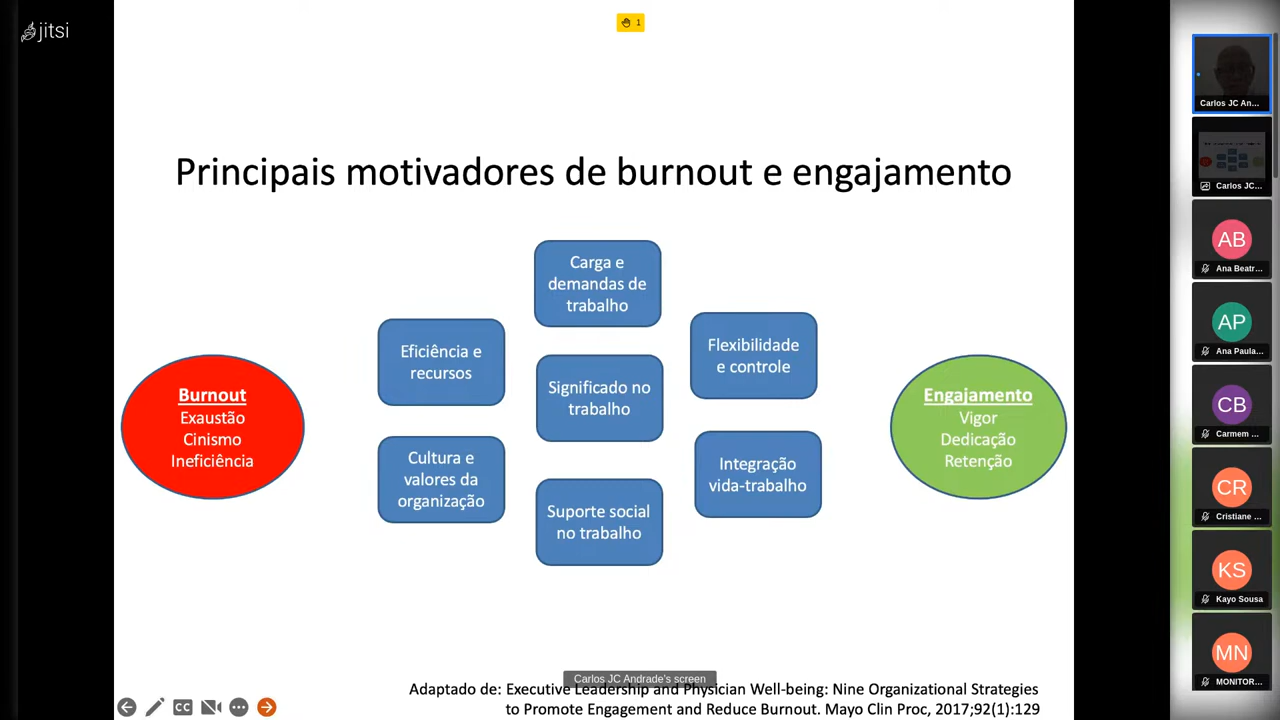 jitsi
1
Principais motivadores de burnout e engajamento
Carga e
demandas de
trabalho
Eficiência e
recursos
Flexibilidade
e controle
Significado no
trabalho
Burnout
Exaustão
Cinismo
Ineficiência
Engajamento
Vigor
Dedicação
Retenção
Cultura e
valores da
organização
Integração
vida-trabalho
Suporte social
no trabalho
Carlos JC Andrade's screen
Adaptado de: Executive Leadership and Physician Well-being: Nine Organizational Strategies
to Promote Engagement and Reduce Burnout. Mayo Clin Proc, 2017;92(1):129
CC
Carlos JC An...
Carlos JC...
AB
Ana Beatr...
AP
Ana Paula...
CB
Carmem ...
CR
Cristiane ...
KS
Kayo Sousa
MN
MONITOR...